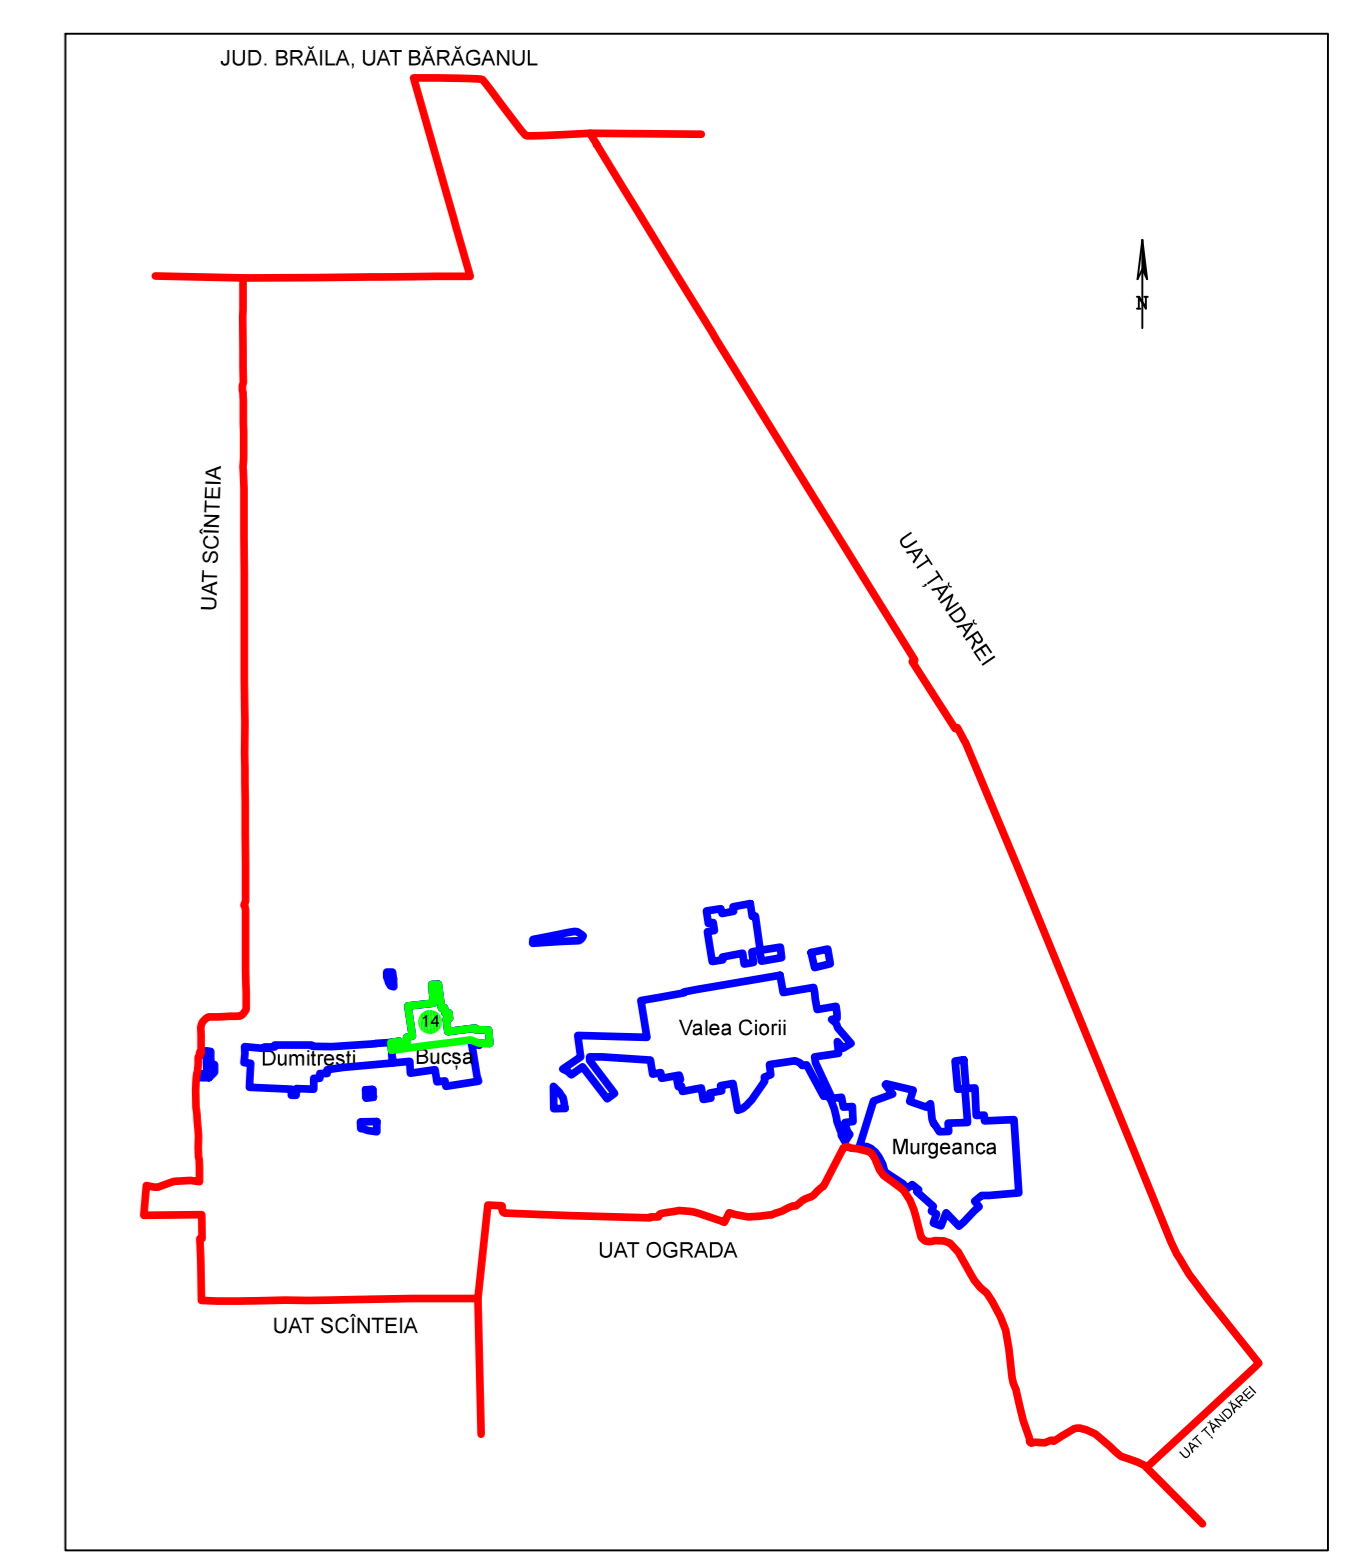 JUD. BRĂILA, UAT BĂRĂGANUL
N
UAT SCÎNTEIA
UAT ȚĂNDĂREI
14
Valea Ciorii
Dumitrești
Bucșa
Murgeanca
UAT OGRADA
UAT SCÎNTEIA
UAT ȚĂNDĂREI